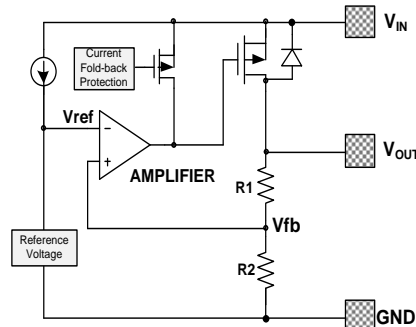 V_IN
Current
Fold-back
Protection
Vref
−
+
AMPLIFIER
V_OUT
R1
Vfb
Reference
Voltage
R2
GND